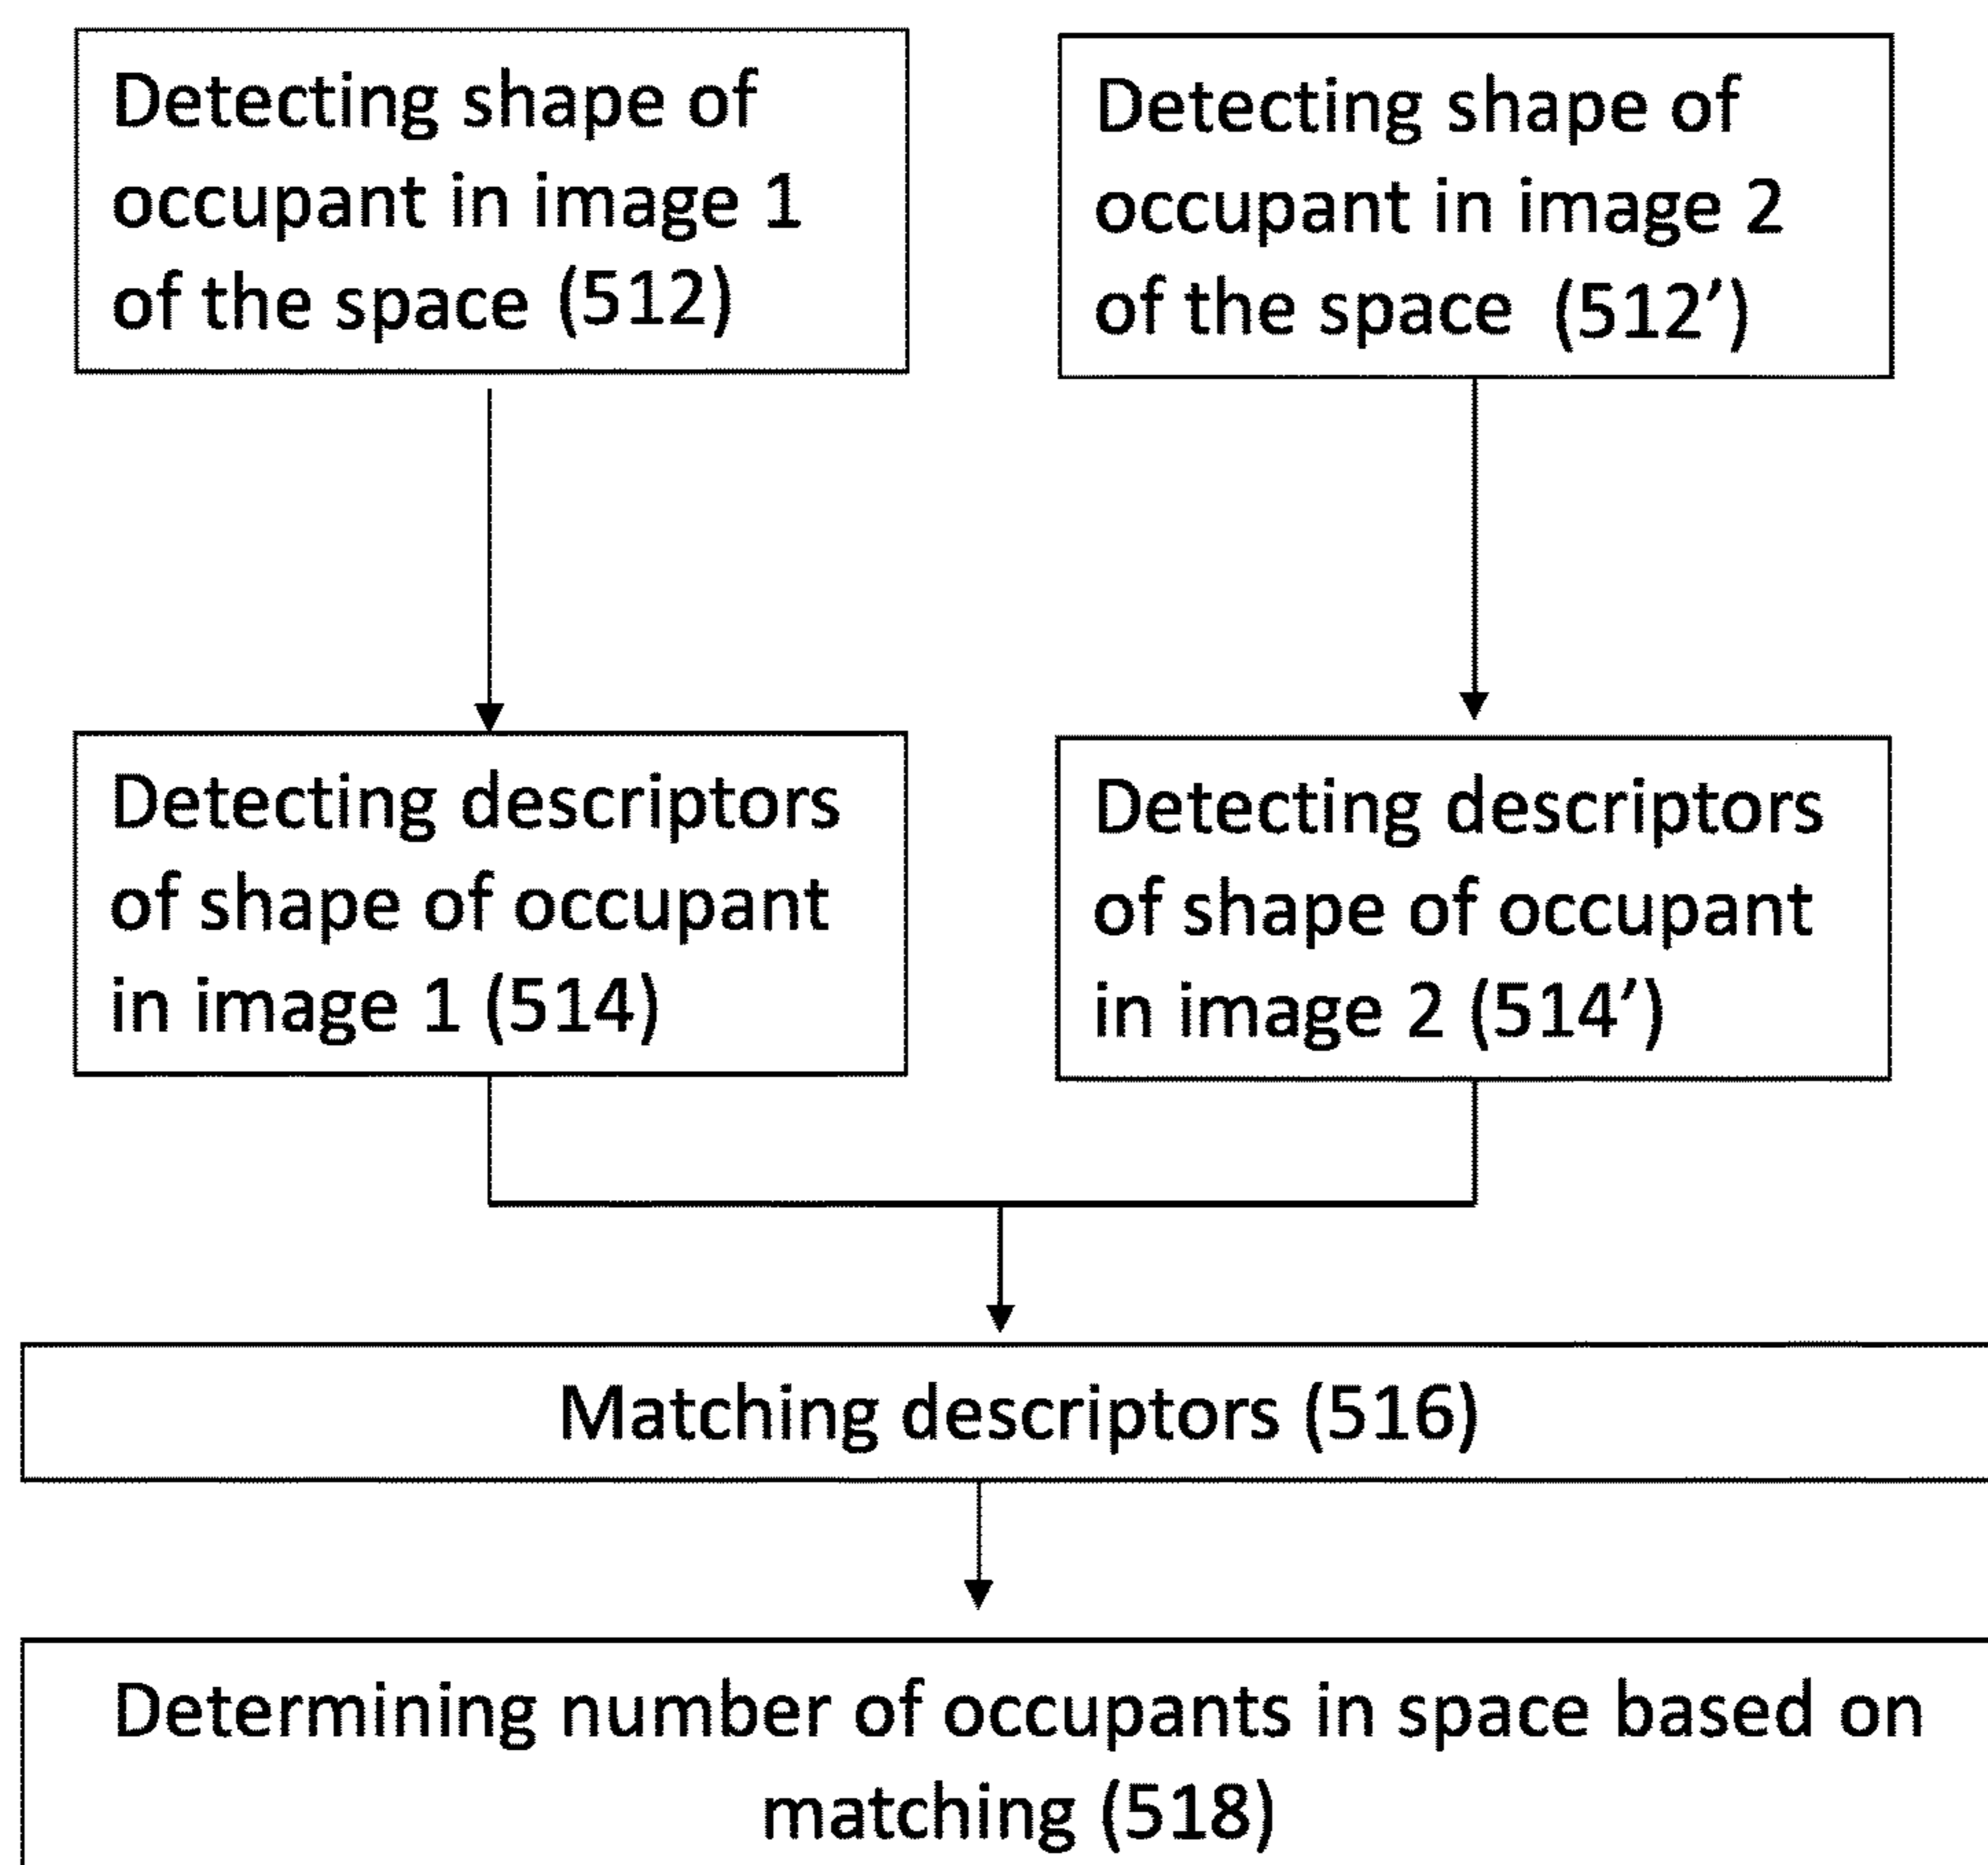 Detecting shape of
occupant in image 1
of the space (512)
Detecting shape of
occupant in image 2
of the space (512’)
Detecting descriptors
of shape of occupant
in image 1 (514)
Detecting descriptors
of shape of occupant
in image 2 (514’)
Matching descriptors (516)
Determining number of occupants in space based on
matching (518)